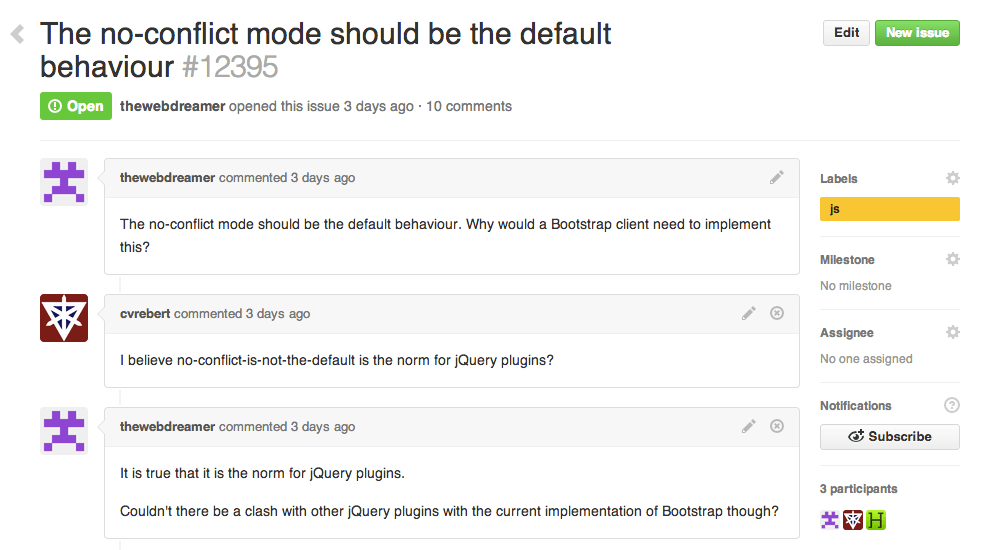 The no-conflict mode should be the default
behaviour #12395
Edit
New issue
Open
thewebdreamer opened this issue 3 days ago · 10 comments
thewebdreamer commented 3 days ago
The no-conflict mode should be the default behaviour. Why would a Bootstrap client need to implement
this?
cvrebert commented 3 days ago
I believe no-conflict-is-not-the-default is the norm for jQuery plugins?
thewebdreamer commented 3 days ago
It is true that it is the norm for jQuery plugins.
Couldn't there be a clash with other jQuery plugins with the current implementation of Bootstrap though?
Labels
js
Milestone
No milestone
Assignee
No one assigned
Notifications
Subscribe
3 participants